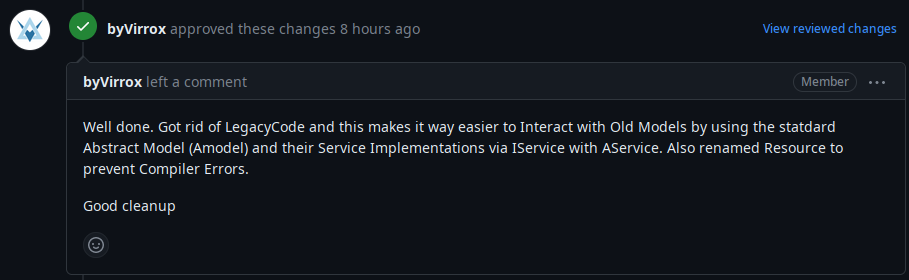 byVirrox approved these changes 8 hours ago
View reviewed changes
byVirrox left a comment
Member
Well done. Got rid of LegacyCode and this makes it way easier to Interact with Old Models by using the statdard
Abstract Model (Amodel) and their Service Implementations via IService with AService. Also renamed Resource to
prevent Compiler Errors.
Good cleanup